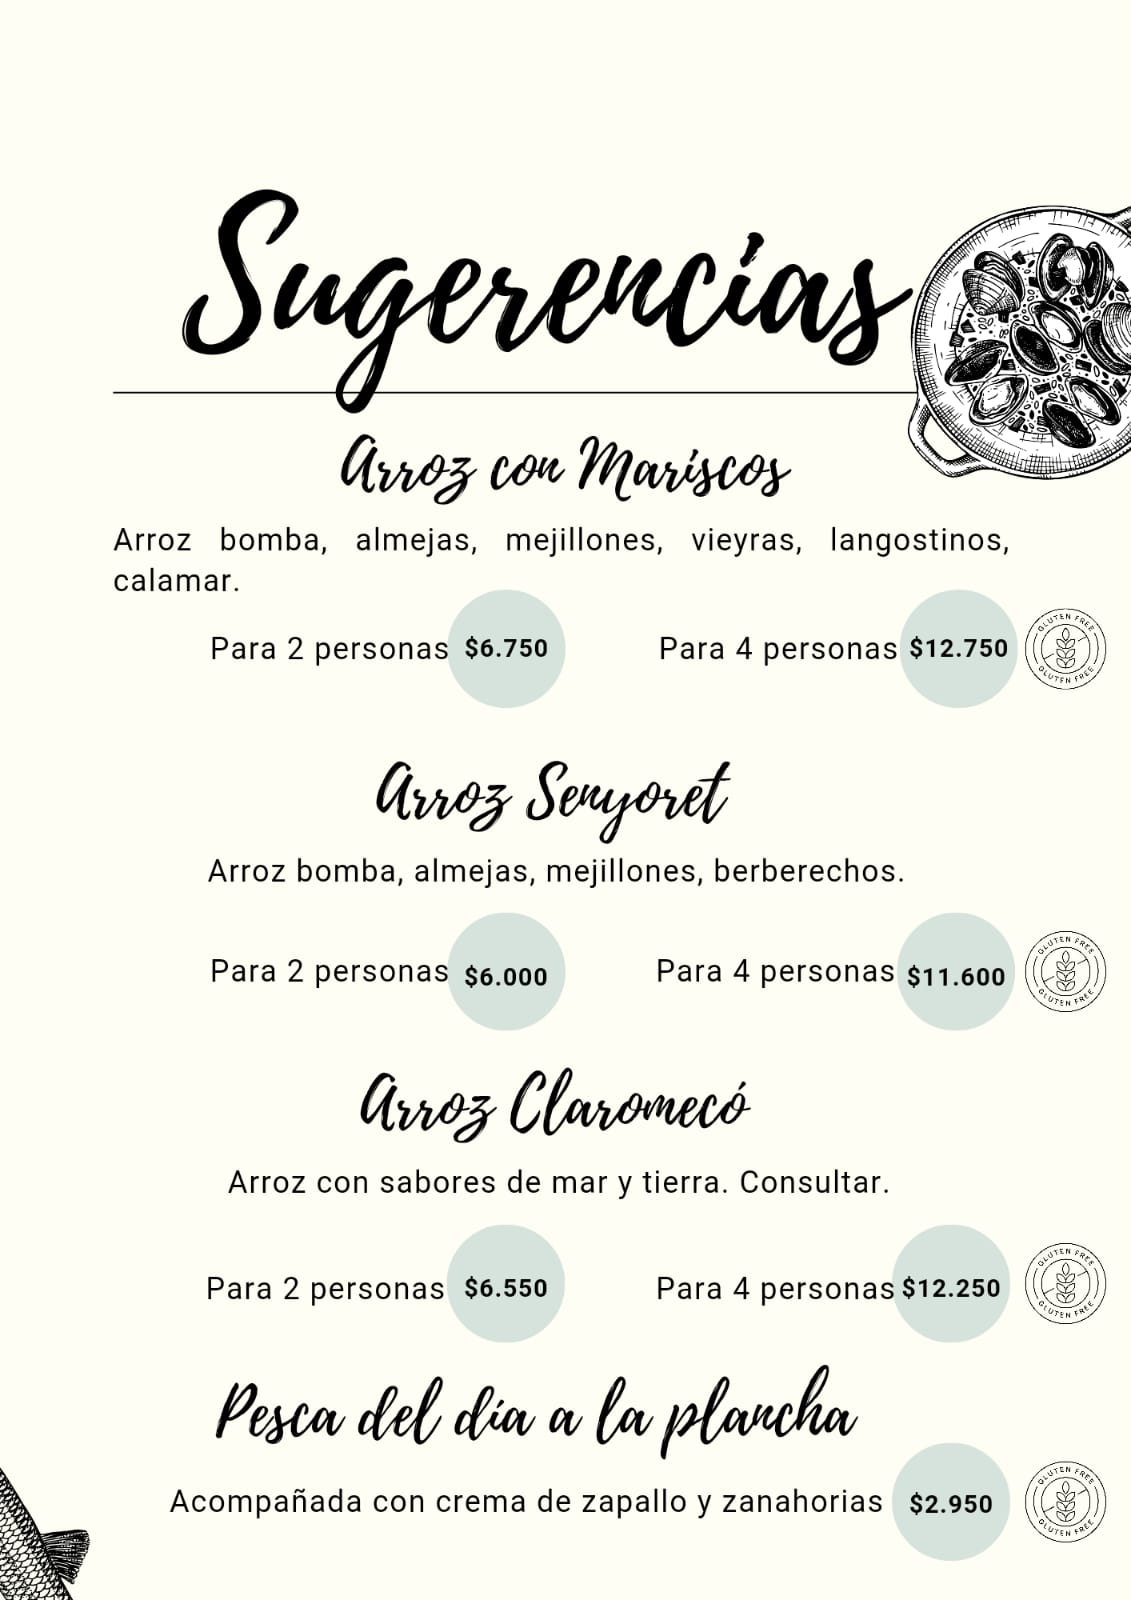 Sugerencias
Arroz con Mariscos
Arroz bomba, almejas, mejillones, vieyras, langostinos,
calamar.
Para 2 personas $6.750 Para 4 personas $12.750 GLUTEN FREE GLUTEN FREE
Arroz Senyoret
Arroz bomba, almejas, mejillones, berberechos.
Para 2 personas $6.000 Para 4 personas $11.600 GLUTEN FREE GLUTEN FREE
Arroz Claromecó
Arroz con sabores de mar y tierra. Consultar.
Para 2 personas $6.550 Para 4 personas $12.250 GLUTEN FREE GLUTEN FREE
Pesca del día a la plancha
Acompañada con crema de zapallo y zanahorias $2.950 GLUTEN FREE GLUTEN FREE